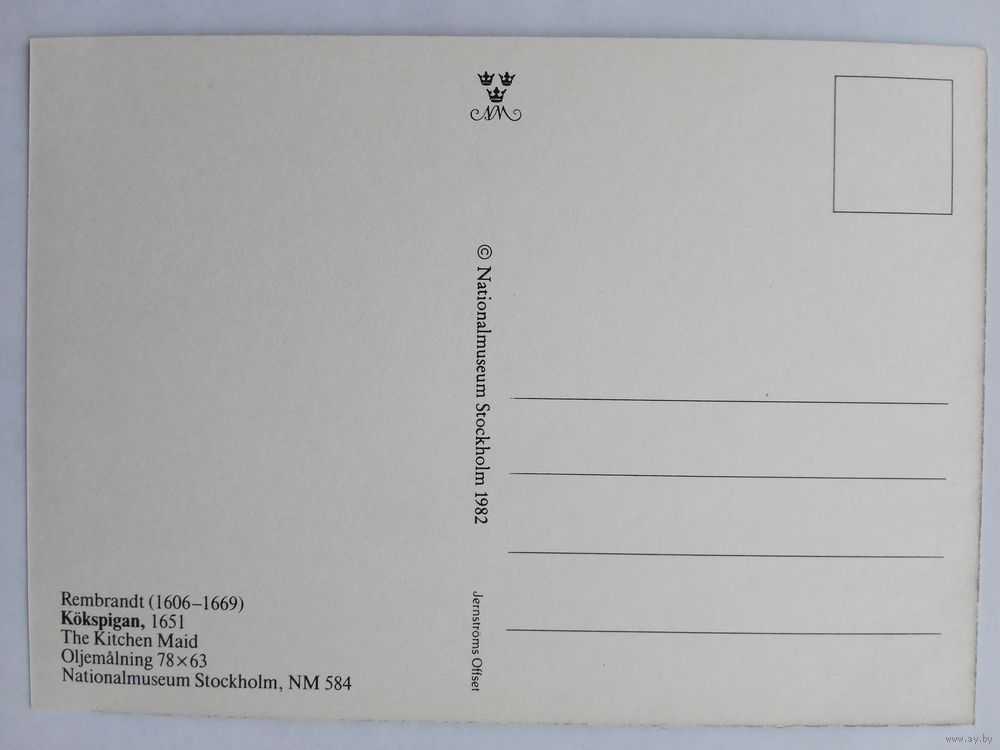 NM
© Nationalmuseum Stockholm 1982
Jernströms Offset
Rembrandt (1606–1669)
Kökspigan, 1651
The Kitchen Maid
Oljemålning 78×63
Nationalmuseum Stockholm, NM 584
www.ay.by